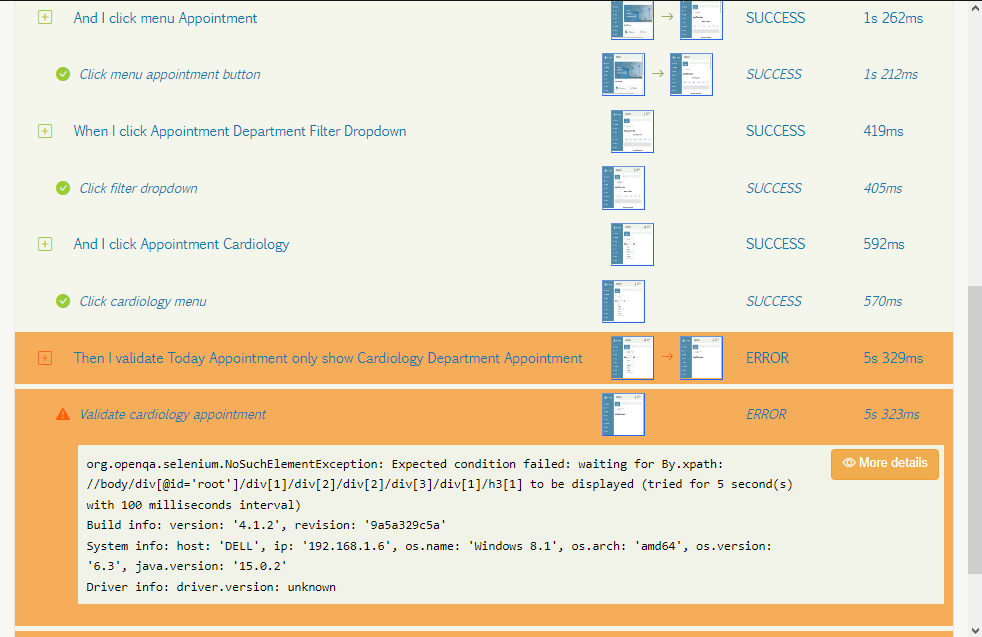 And I click menu Appointment SUCCESS 1s 262ms
Click menu appointment button SUCCESS 1s 212ms
When I click Appointment Department Filter Dropdown SUCCESS 419ms
Click filter dropdown SUCCESS 405ms
And I click Appointment Cardiology SUCCESS 592ms
Click cardiology menu SUCCESS 570ms
Then I validate Today Appointment only show Cardiology Department Appointment ERROR 5s 329ms
Validate cardiology appointment ERROR 5s 323ms
More details
org.openqa.selenium.NoSuchElementException: Expected condition failed: waiting for By.xpath:
//body/div[@id='root']/div[1]/div[2]/div[2]/div[3]/div[1]/h3[1] to be displayed (tried for 5 second(s)
with 100 milliseconds interval)
Build info: version: '4.1.2', revision: '9a5a329c5a'
System info: host: 'DELL', ip: '192.168.1.6', os.name: 'Windows 8.1', os.arch: 'amd64', os.version:
'6.3', java.version: '15.0.2'
Driver info: driver.version: unknown